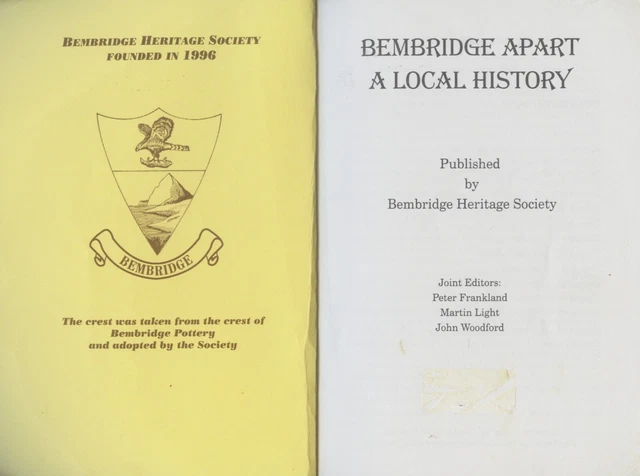 BEMBRIDGE HERITAGE SOCIETY
FOUNDED IN 1996
BEMBRIDGE
The crest was taken from the crest of
Bembridge Pottery
and adopted by the Society
BEMBRIDGE APART
A LOCAL HISTORY
Published
by
Bembridge Heritage Society
Joint Editors:
Peter Frankland
Martin Light
John Woodford